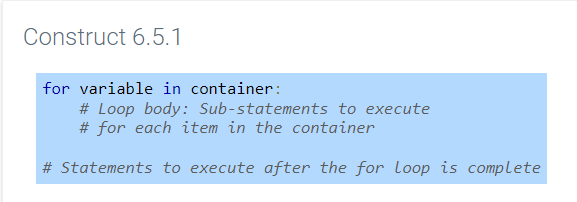 Construct 6.5.1
for variable in container:
    # Loop body: Sub-statements to execute
    # for each item in the container
# Statements to execute after the for loop is complete